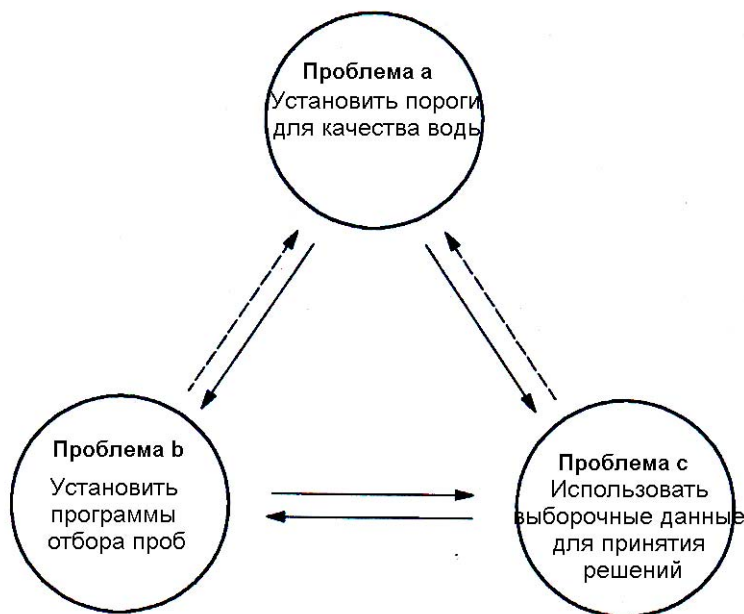 Проблема a
Установить пороги
для качества водь
Проблема b
Установить
программы
отбора проб
Проблема c
Использовать
выборочные данные
для принятия
решений